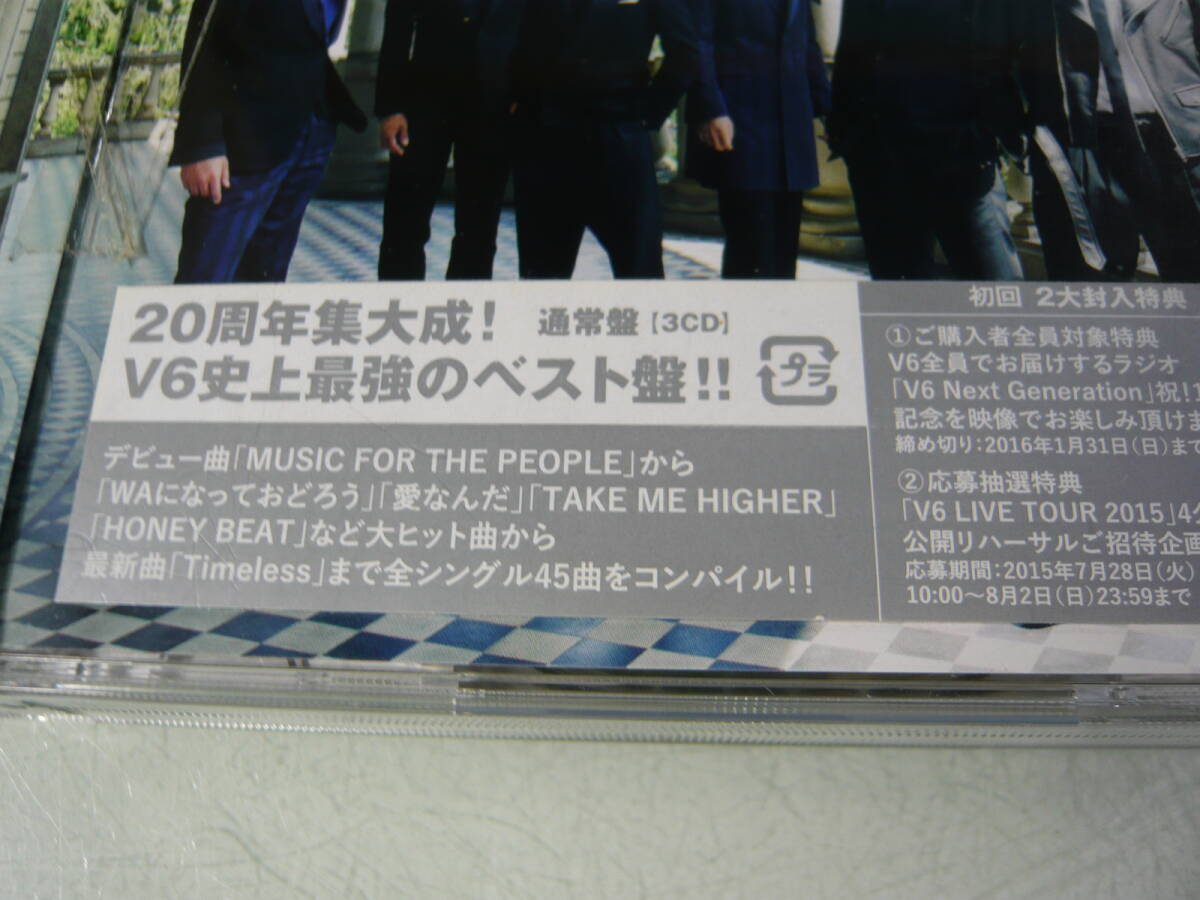 20周年集大成! 通常盤【3CD】
V6史上最強のベスト盤!!
プラ
デビュー曲「MUSIC FOR THE PEOPLE」から
「WAになっておどろう」「愛なんだ」「TAKE ME HIGHER」
「HONEY BEAT」など大ヒット曲から
最新曲「Timeless」まで全シングル45曲をコンパイル!!
初回 2大封入特典
①ご購入者全員対象特典
V6全員でお届けするラジオ
「V6 Next Generation」祝!1
記念を映像でお楽しみ頂けま
締め切り:2016年1月31日(日)まで
②応募抽選特典
「V6 LIVE TOUR 2015」4
公開リハーサルご招待企画
応募期間:2015年7月28日(火)
10:00〜8月2日(日)23:59まで